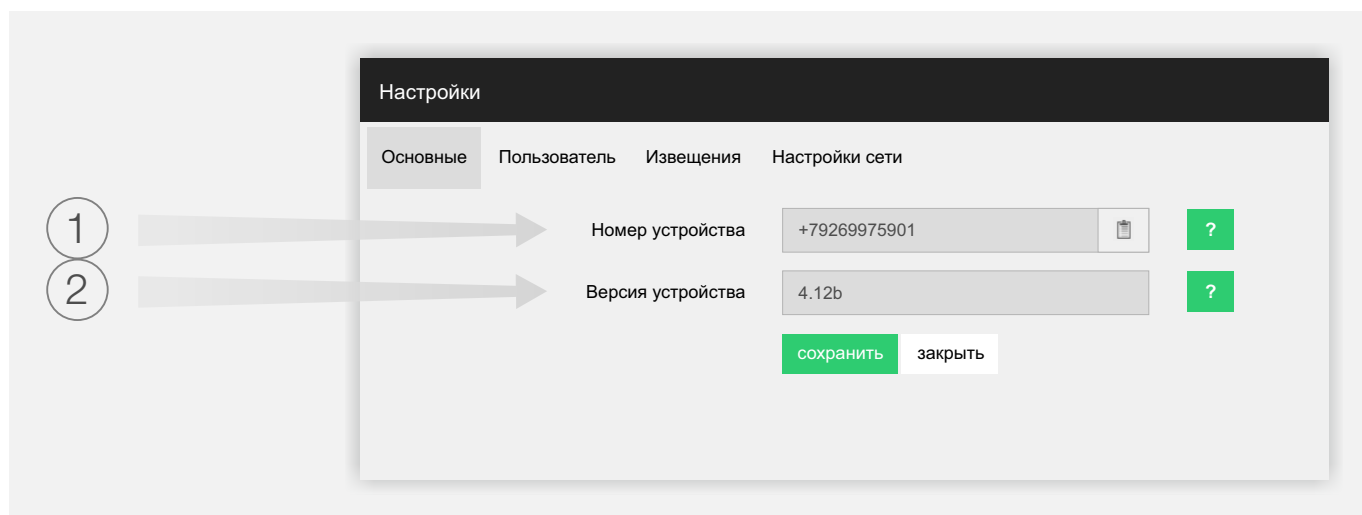 Настройки
Основные Пользователь Извещения Настройки сети
1 Номер устройства +79269975901 ?
2 Версия устройства 4.12b ?
сохранить закрыть